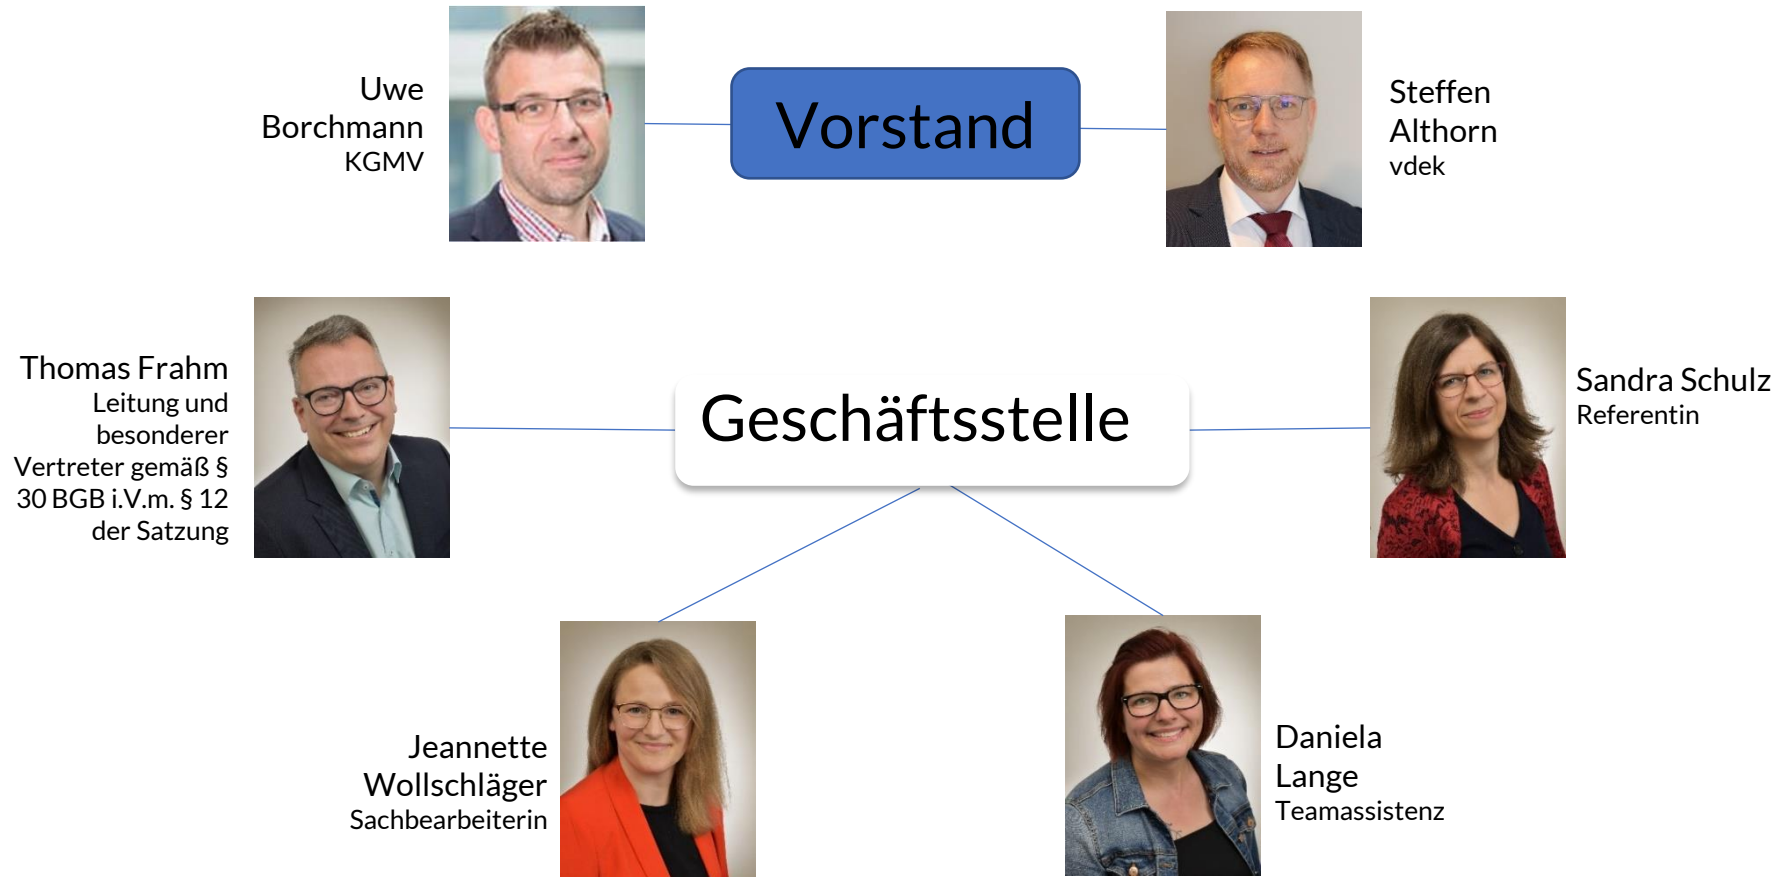 Uwe
Borchmann
KGMV
Vorstand
Steffen
Althorn
vdek
Thomas Frahm
Leitung und
besonderer
Vertreter gemäß §
30 BGB i.V.m. § 12
der Satzung
Geschäftsstelle
Sandra Schulz
Referentin
Jeannette
Wollschläger
Sachbearbeiterin
Daniela
Lange
Teamassistenz